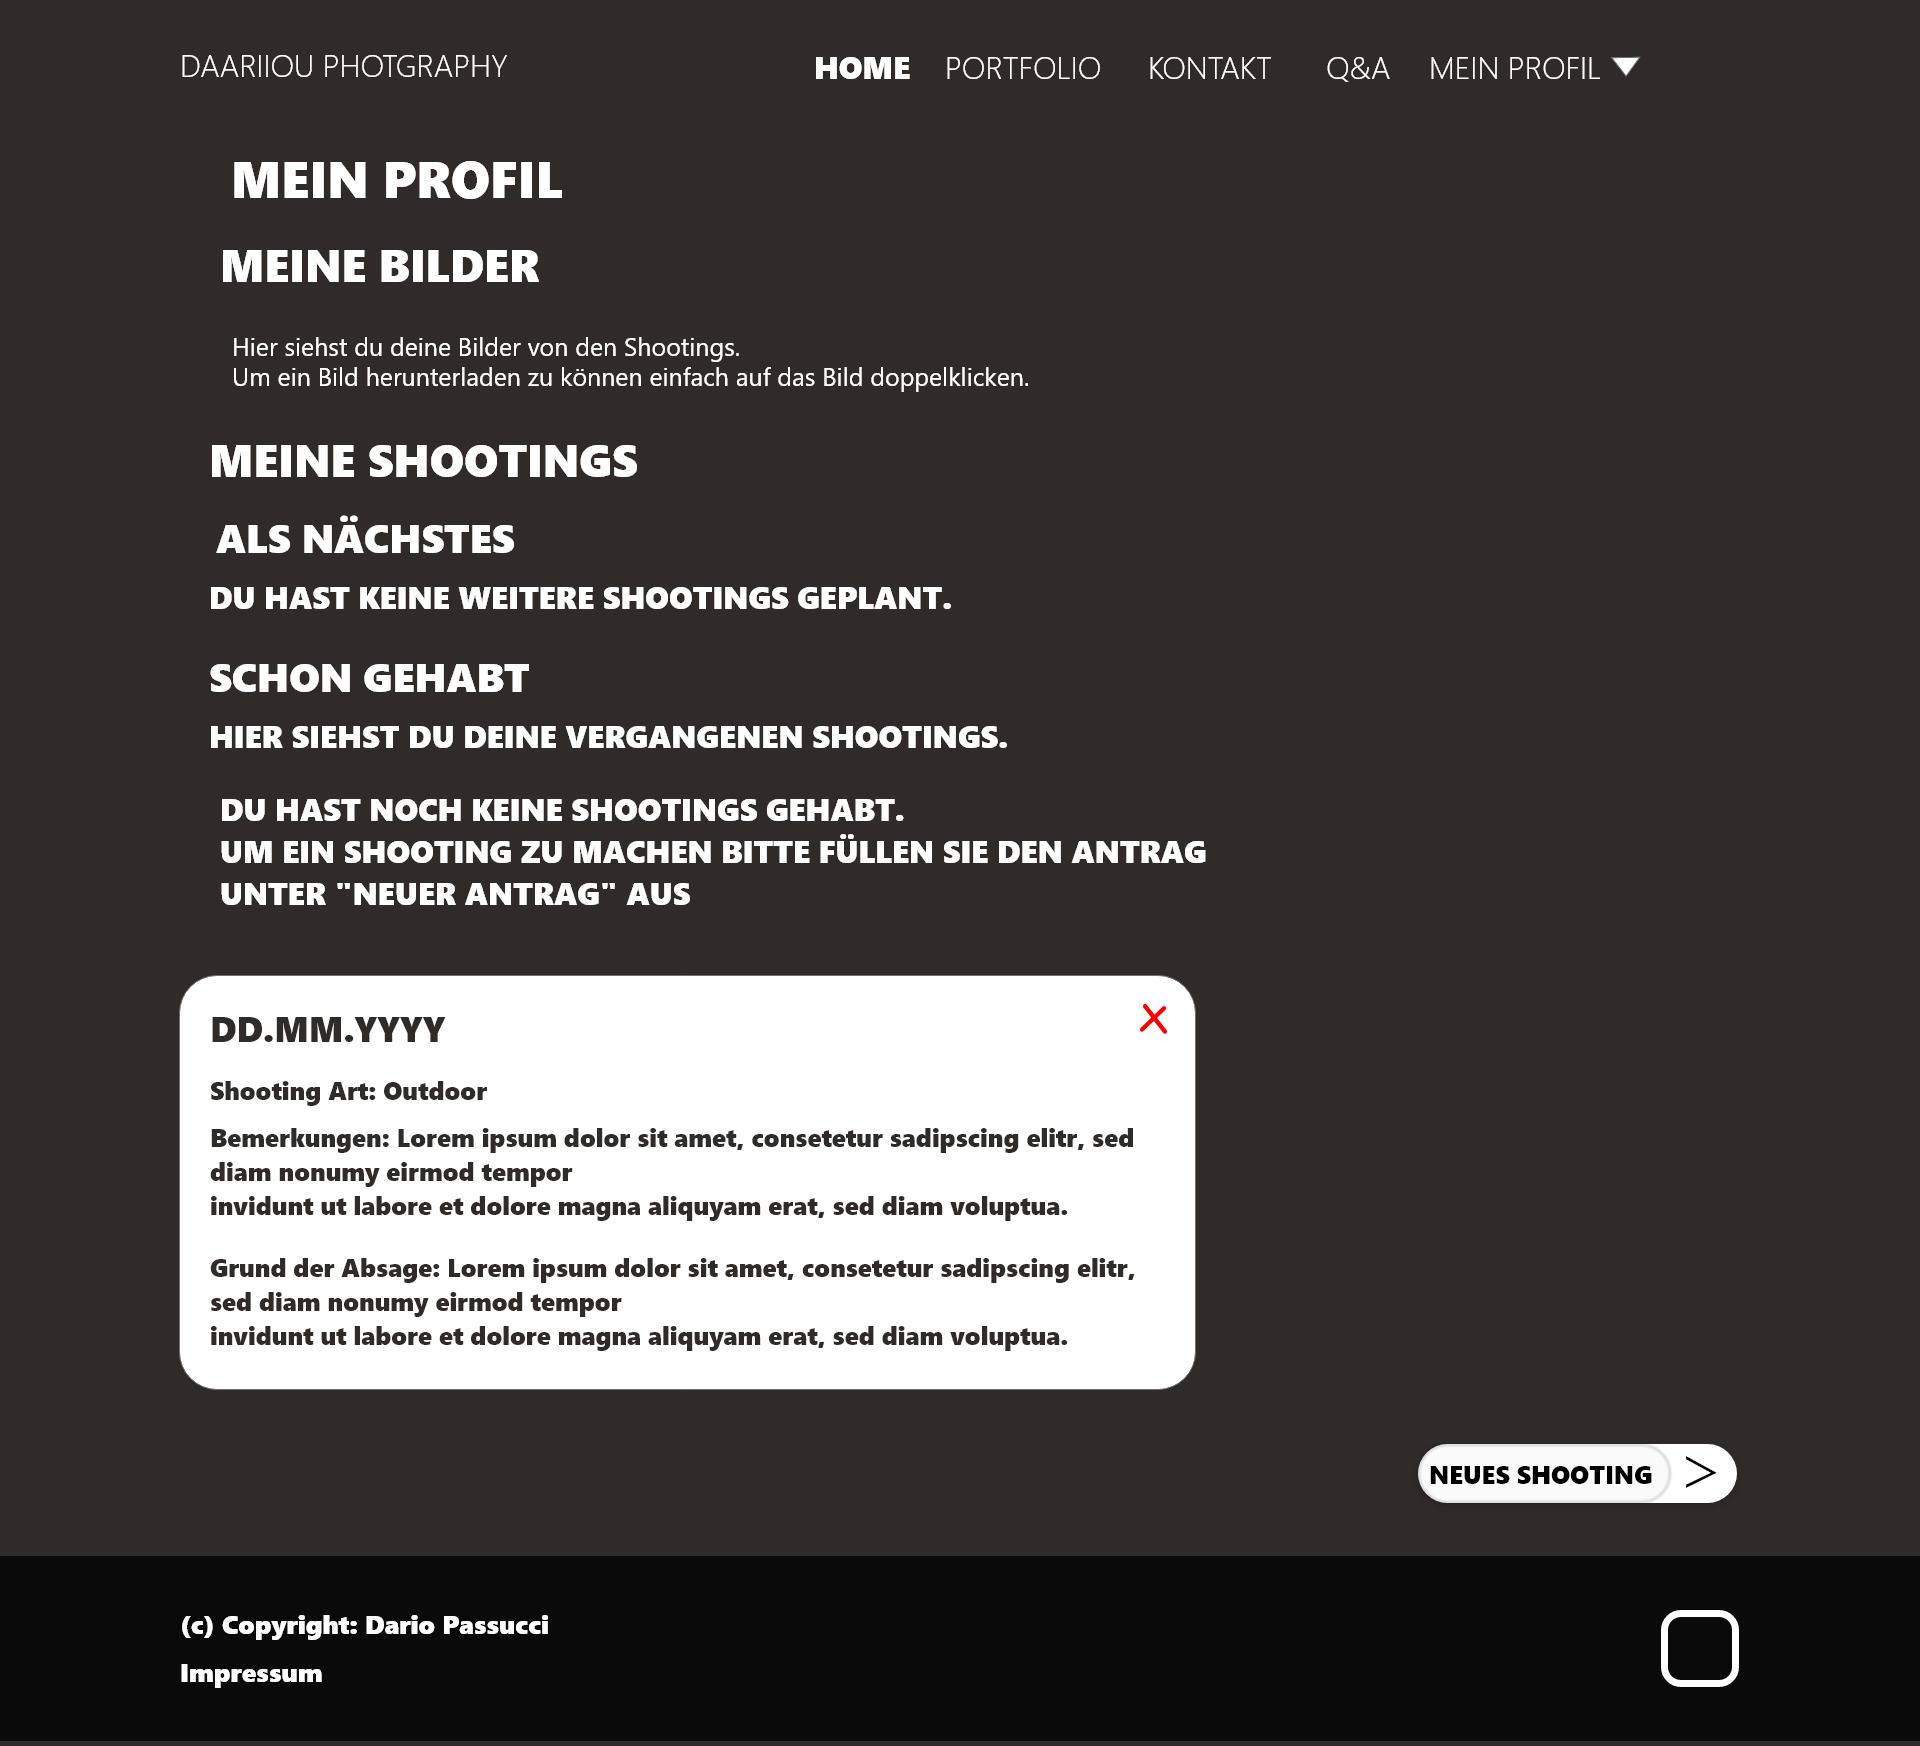 DAARIIOU PHOTGRAPHY
HOME PORTFOLIO KONTAKT Q&A MEIN PROFIL
MEIN PROFIL
MEINE BILDER
Hier siehst du deine Bilder von den Shootings.
Um ein Bild herunterladen zu können einfach auf das Bild doppelklicken.
MEINE SHOOTINGS
ALS NÄCHSTES
DU HAST KEINE WEITERE SHOOTINGS GEPLANT.
SCHON GEHABT
HIER SIEHST DU DEINE VERGANGENEN SHOOTINGS.
DU HAST NOCH KEINE SHOOTINGS GEHABT.
UM EIN SHOOTING ZU MACHEN BITTE FÜLLEN SIE DEN ANTRAG
UNTER "NEUER ANTRAG" AUS
DD.MM.YYYY
Shooting Art: Outdoor
Bemerkungen: Lorem ipsum dolor sit amet, consetetur sadipscing elitr, sed
diam nonumy eirmod tempor
invidunt ut labore et dolore magna aliquyam erat, sed diam voluptua.
Grund der Absage: Lorem ipsum dolor sit amet, consetetur sadipscing elitr,
sed diam nonumy eirmod tempor
invidunt ut labore et dolore magna aliquyam erat, sed diam voluptua.
NEUES SHOOTING >
(c) Copyright: Dario Passucci
Impressum